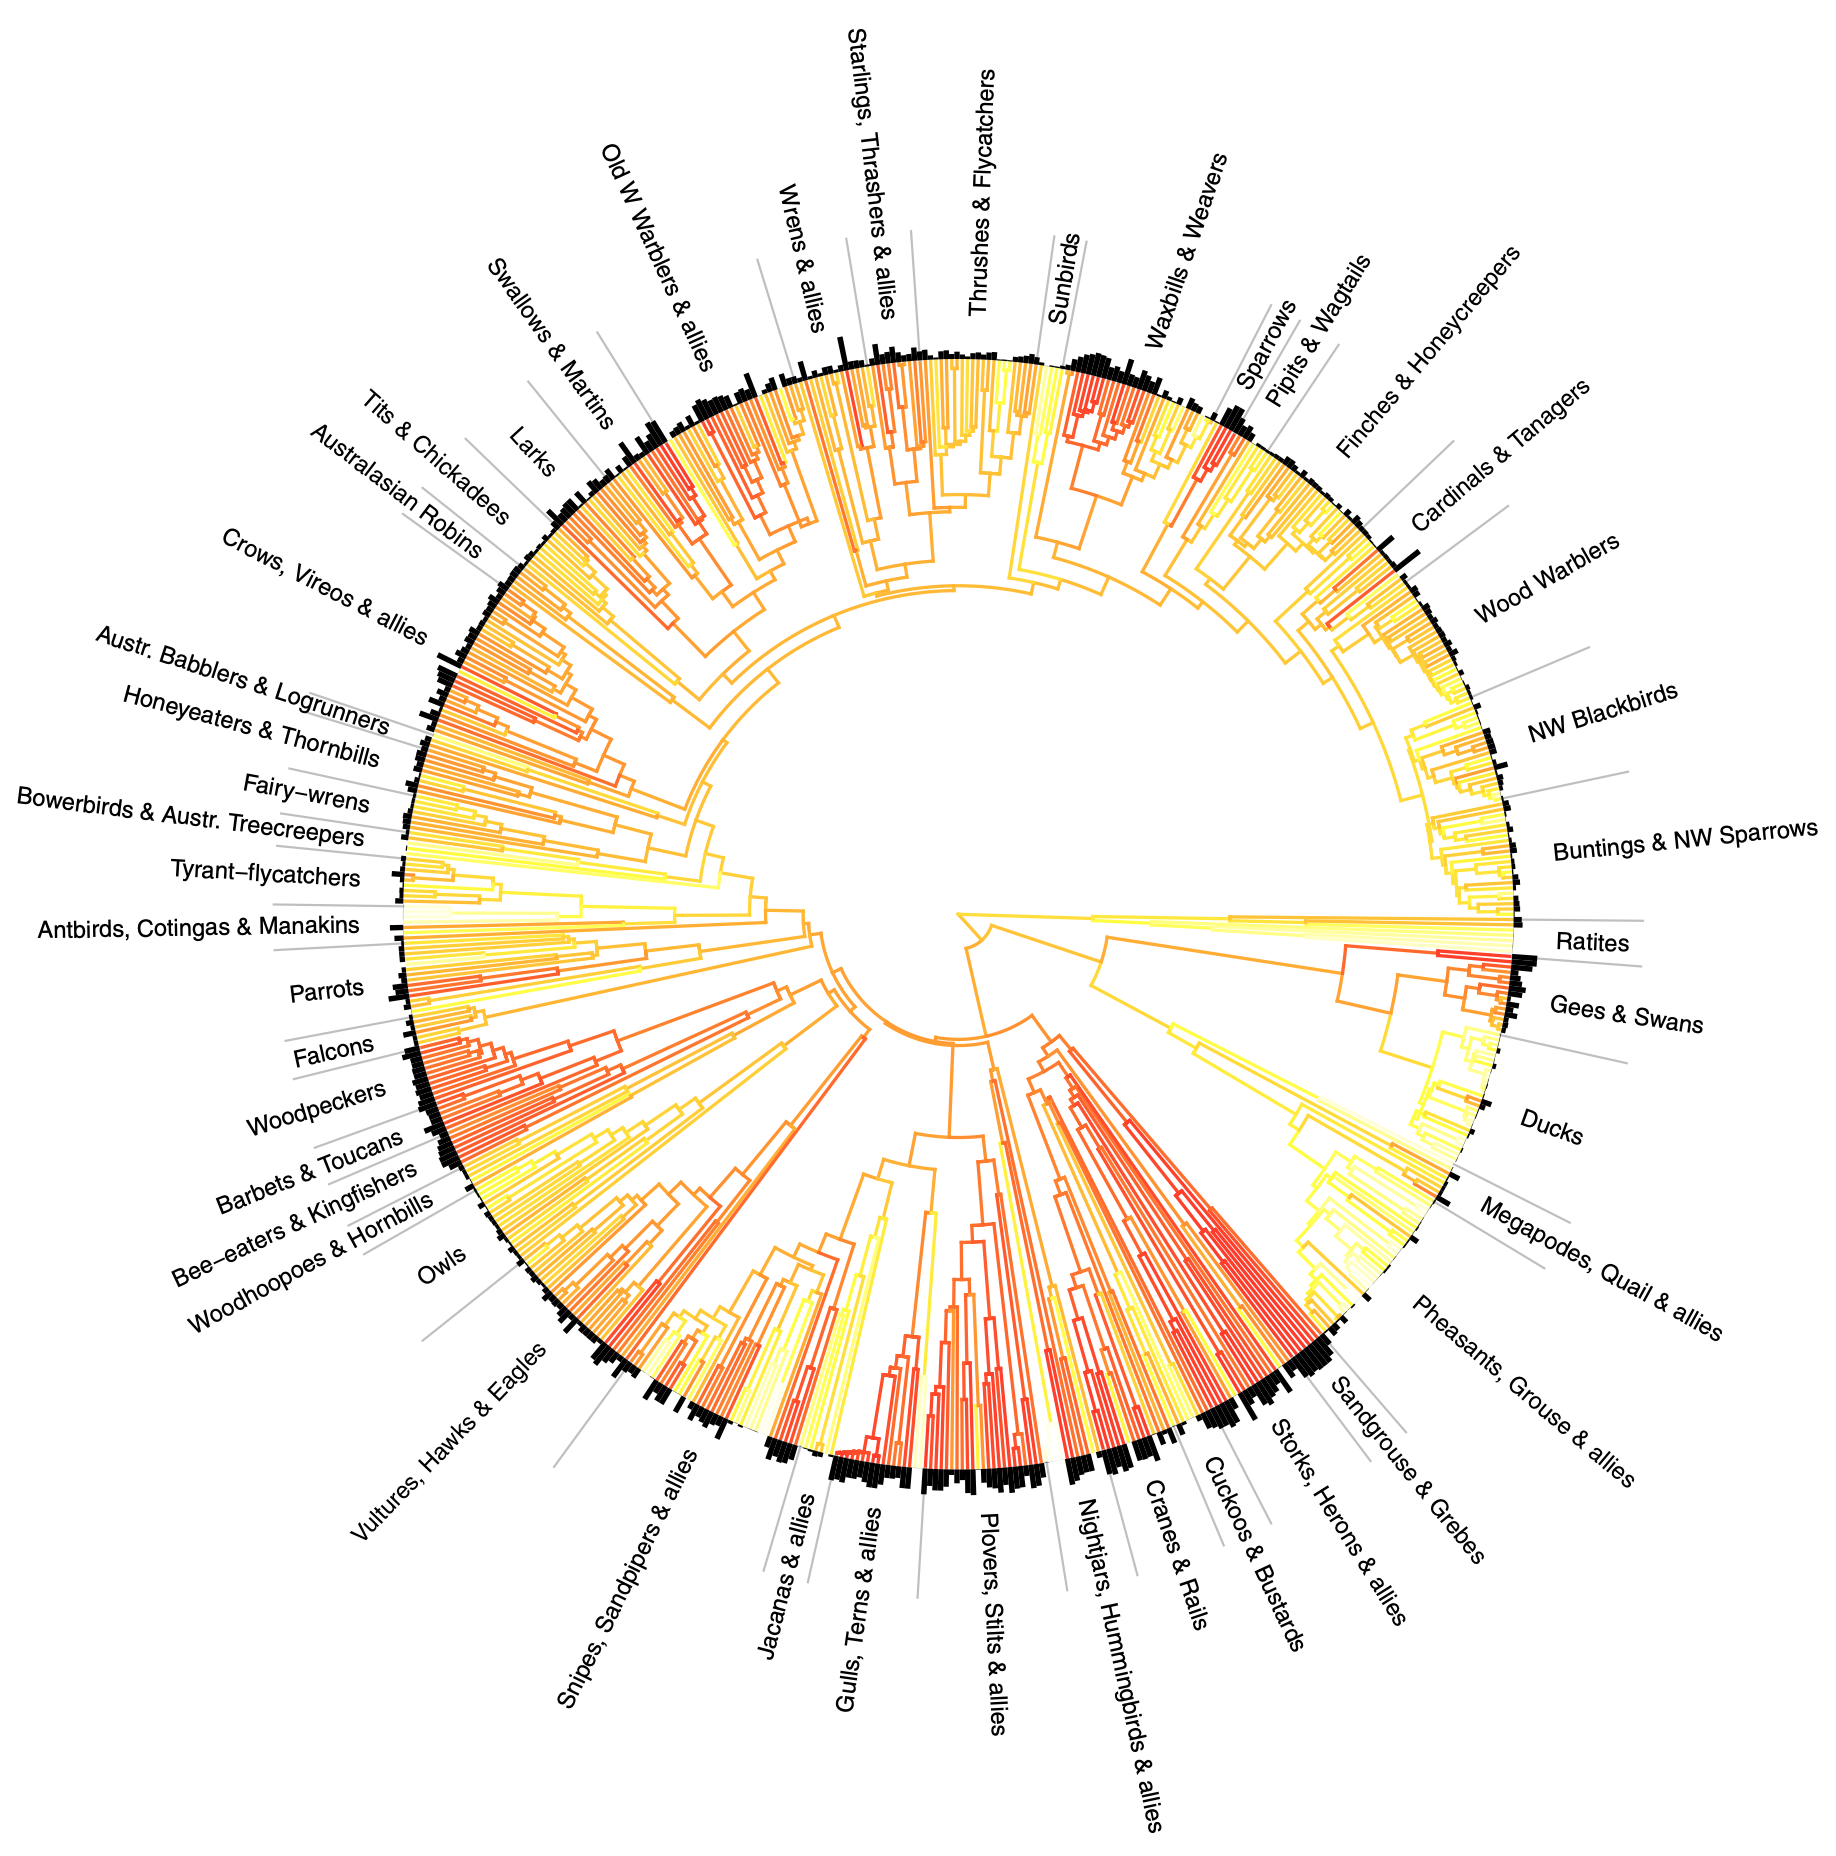 Starlings, Thrashers & allies
Thrushes & Flycatchers
Sunbirds
Waxbills & Weavers
Sparrows
Pipits & Wagtails
Finches & Honeycreepers
Cardinals & Tanagers
Wood Warblers
NW Blackbirds
Buntings & NW Sparrows
Ratites
Gees & Swans
Ducks
Megapodes, Quail & allies
Pheasants, Grouse & allies
Sandgrouse & Grebes
Storks, Herons & allies
Cuckoos & Bustards
Cranes & Rails
Nightjars, Hummingbirds & allies
Plovers, Stilts & allies
Gulls, Terns & allies
Jacanas & allies
Snipes, Sandpipers & allies
Vultures, Hawks & Eagles
Owls
Woodhoopoes & Hornbills
Bee−eaters & Kingfishers
Barbets & Toucans
Woodpeckers
Falcons
Parrots
Antbirds, Cotingas & Manakins
Tyrant−flycatchers
Bowerbirds & Austr. Treecreepers
Fairy−wrens
Honeyeaters & Thornbills
Austr. Babblers & Logrunners
Crows, Vireos & allies
Australasian Robins
Tits & Chickadees
Larks
Swallows & Martins
Old W Warblers & allies
Wrens & allies